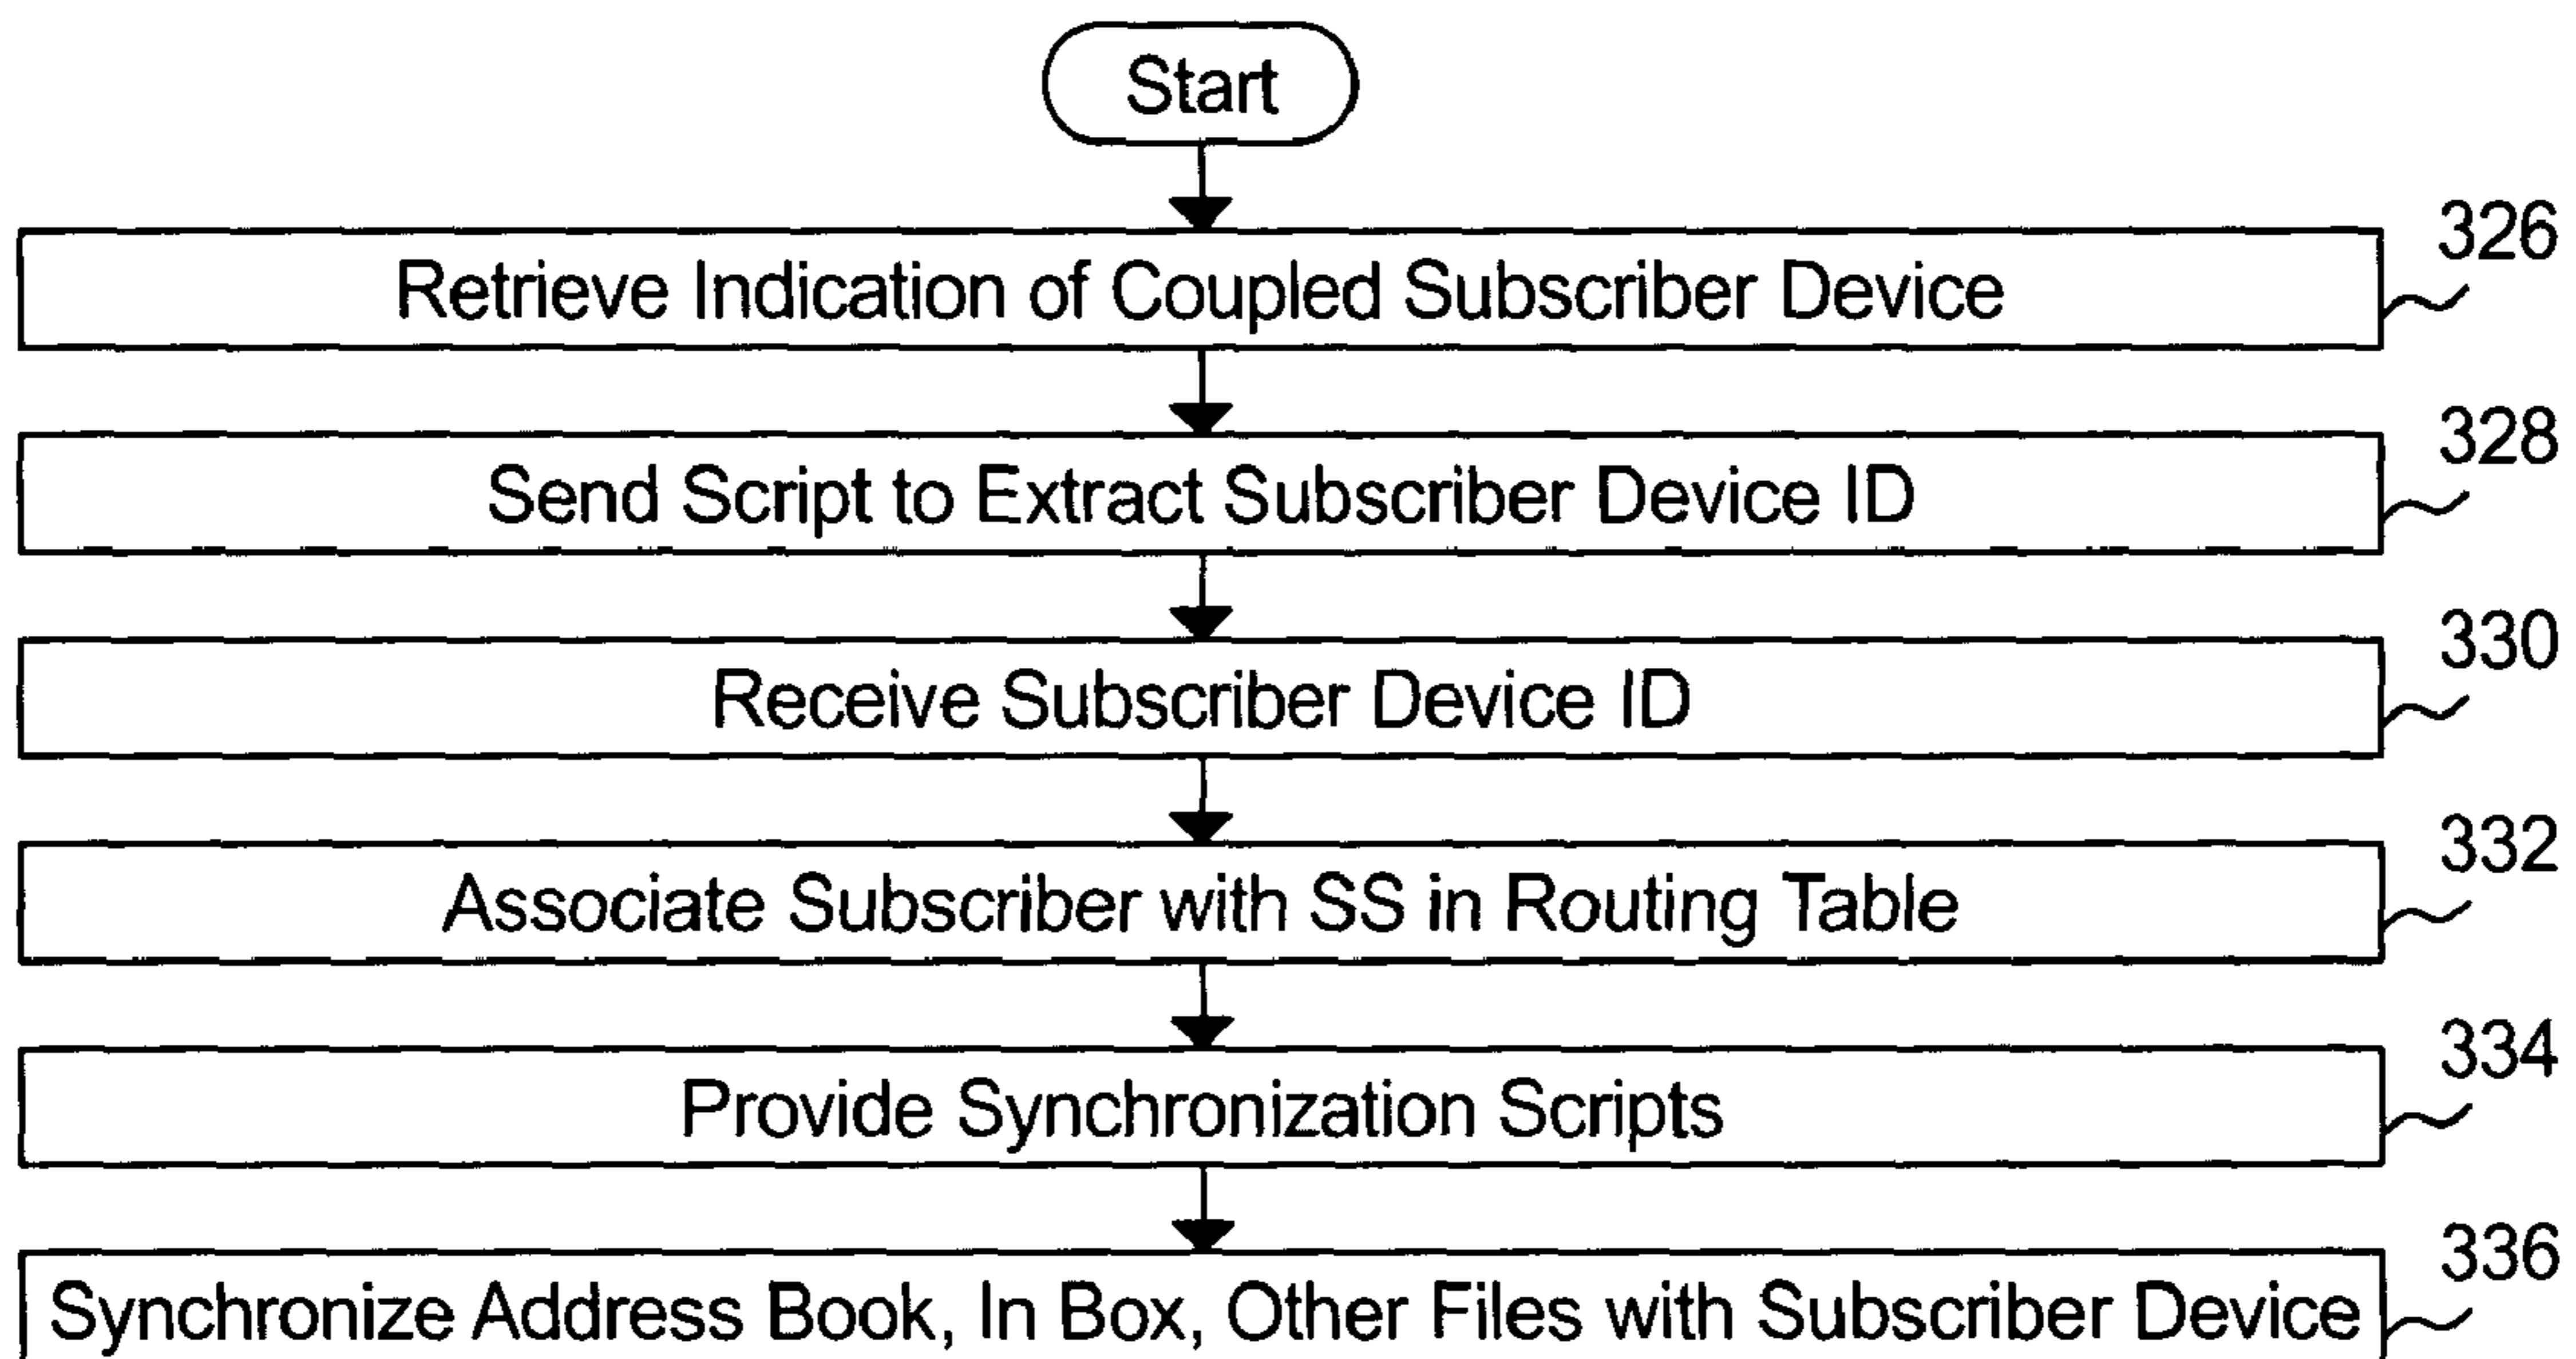 Start
326
Retrieve Indication of Coupled Subscriber Device
328
Send Script to Extract Subscriber Device ID
330
Receive Subscriber Device ID
332
Associate Subscriber with SS in Routing Table
334
Provide Synchronization Scripts
336
Synchronize Address Book, In Box, Other Files with Subscriber Device